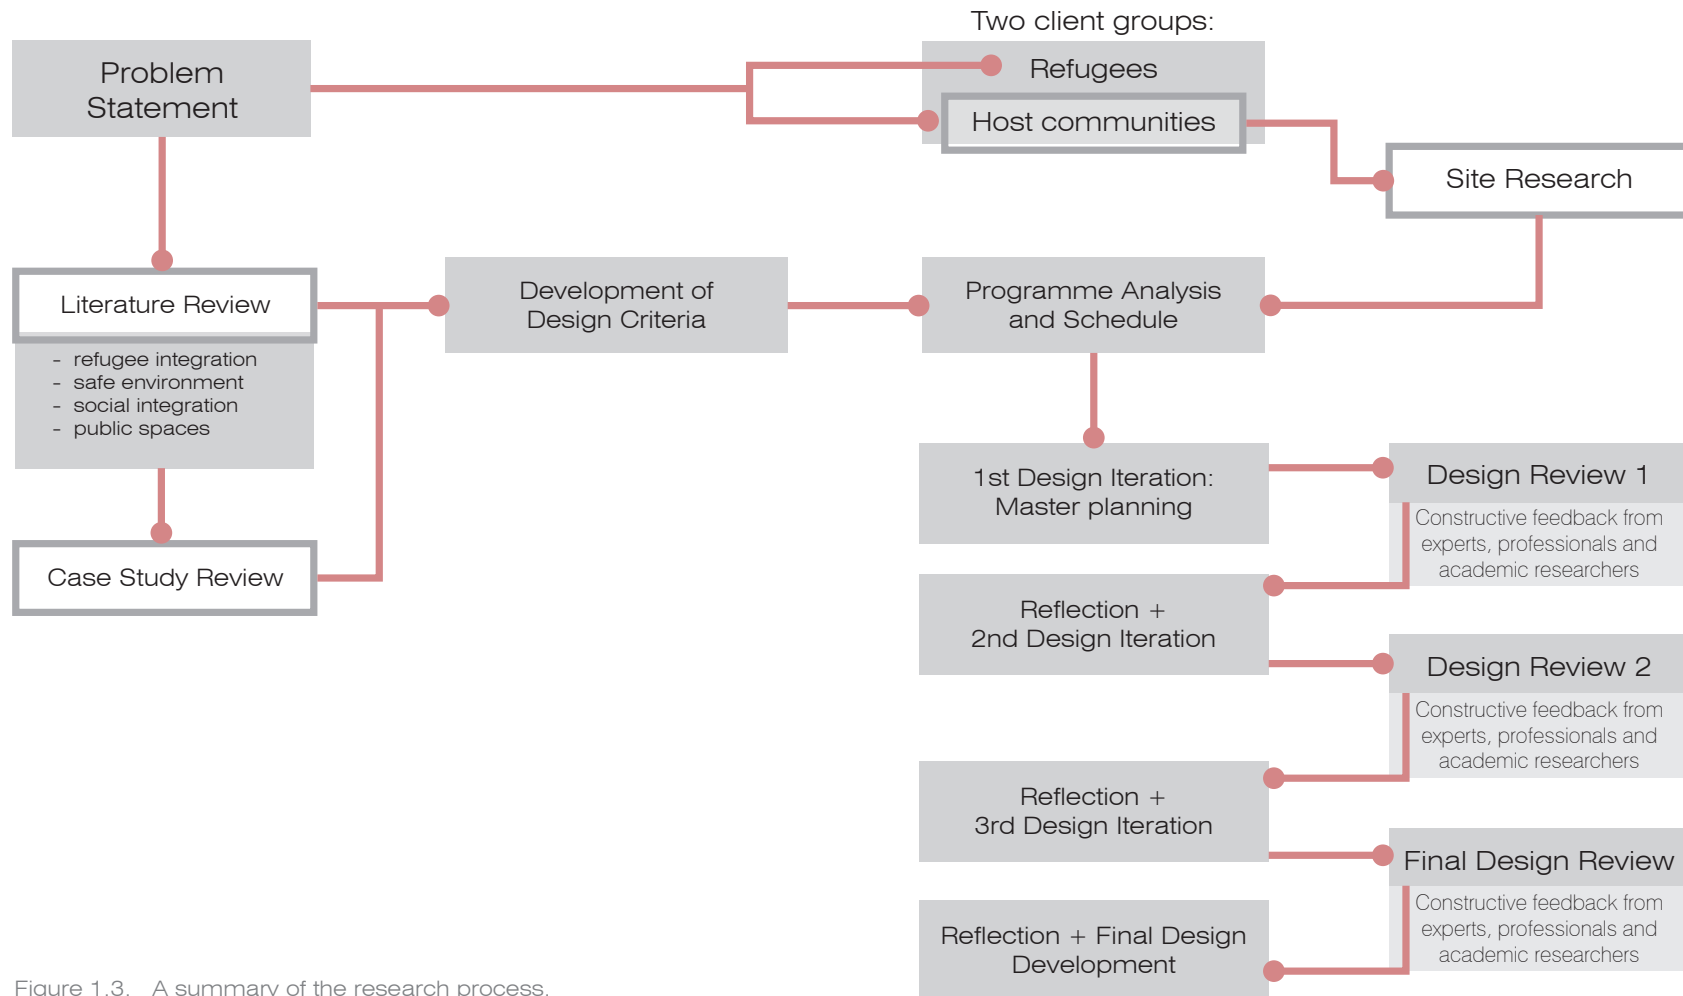 Two client groups:
Problem
Statement
Refugees
Host communities
Site Research
Literature Review
- refugee integration
- safe environment
- social integration
- public spaces
Development of
Design Criteria
Programme Analysis
and Schedule
Case Study Review
1st Design Iteration:
Master planning
Design Review 1
Constructive feedback from
experts, professionals and
academic researchers
Reflection +
2nd Design Iteration
Design Review 2
Constructive feedback from
experts, professionals and
academic researchers
Reflection +
3rd Design Iteration
Final Design Review
Constructive feedback from
experts, professionals and
academic researchers
Reflection + Final Design
Development
Figure 1.3. A summary of the research process.